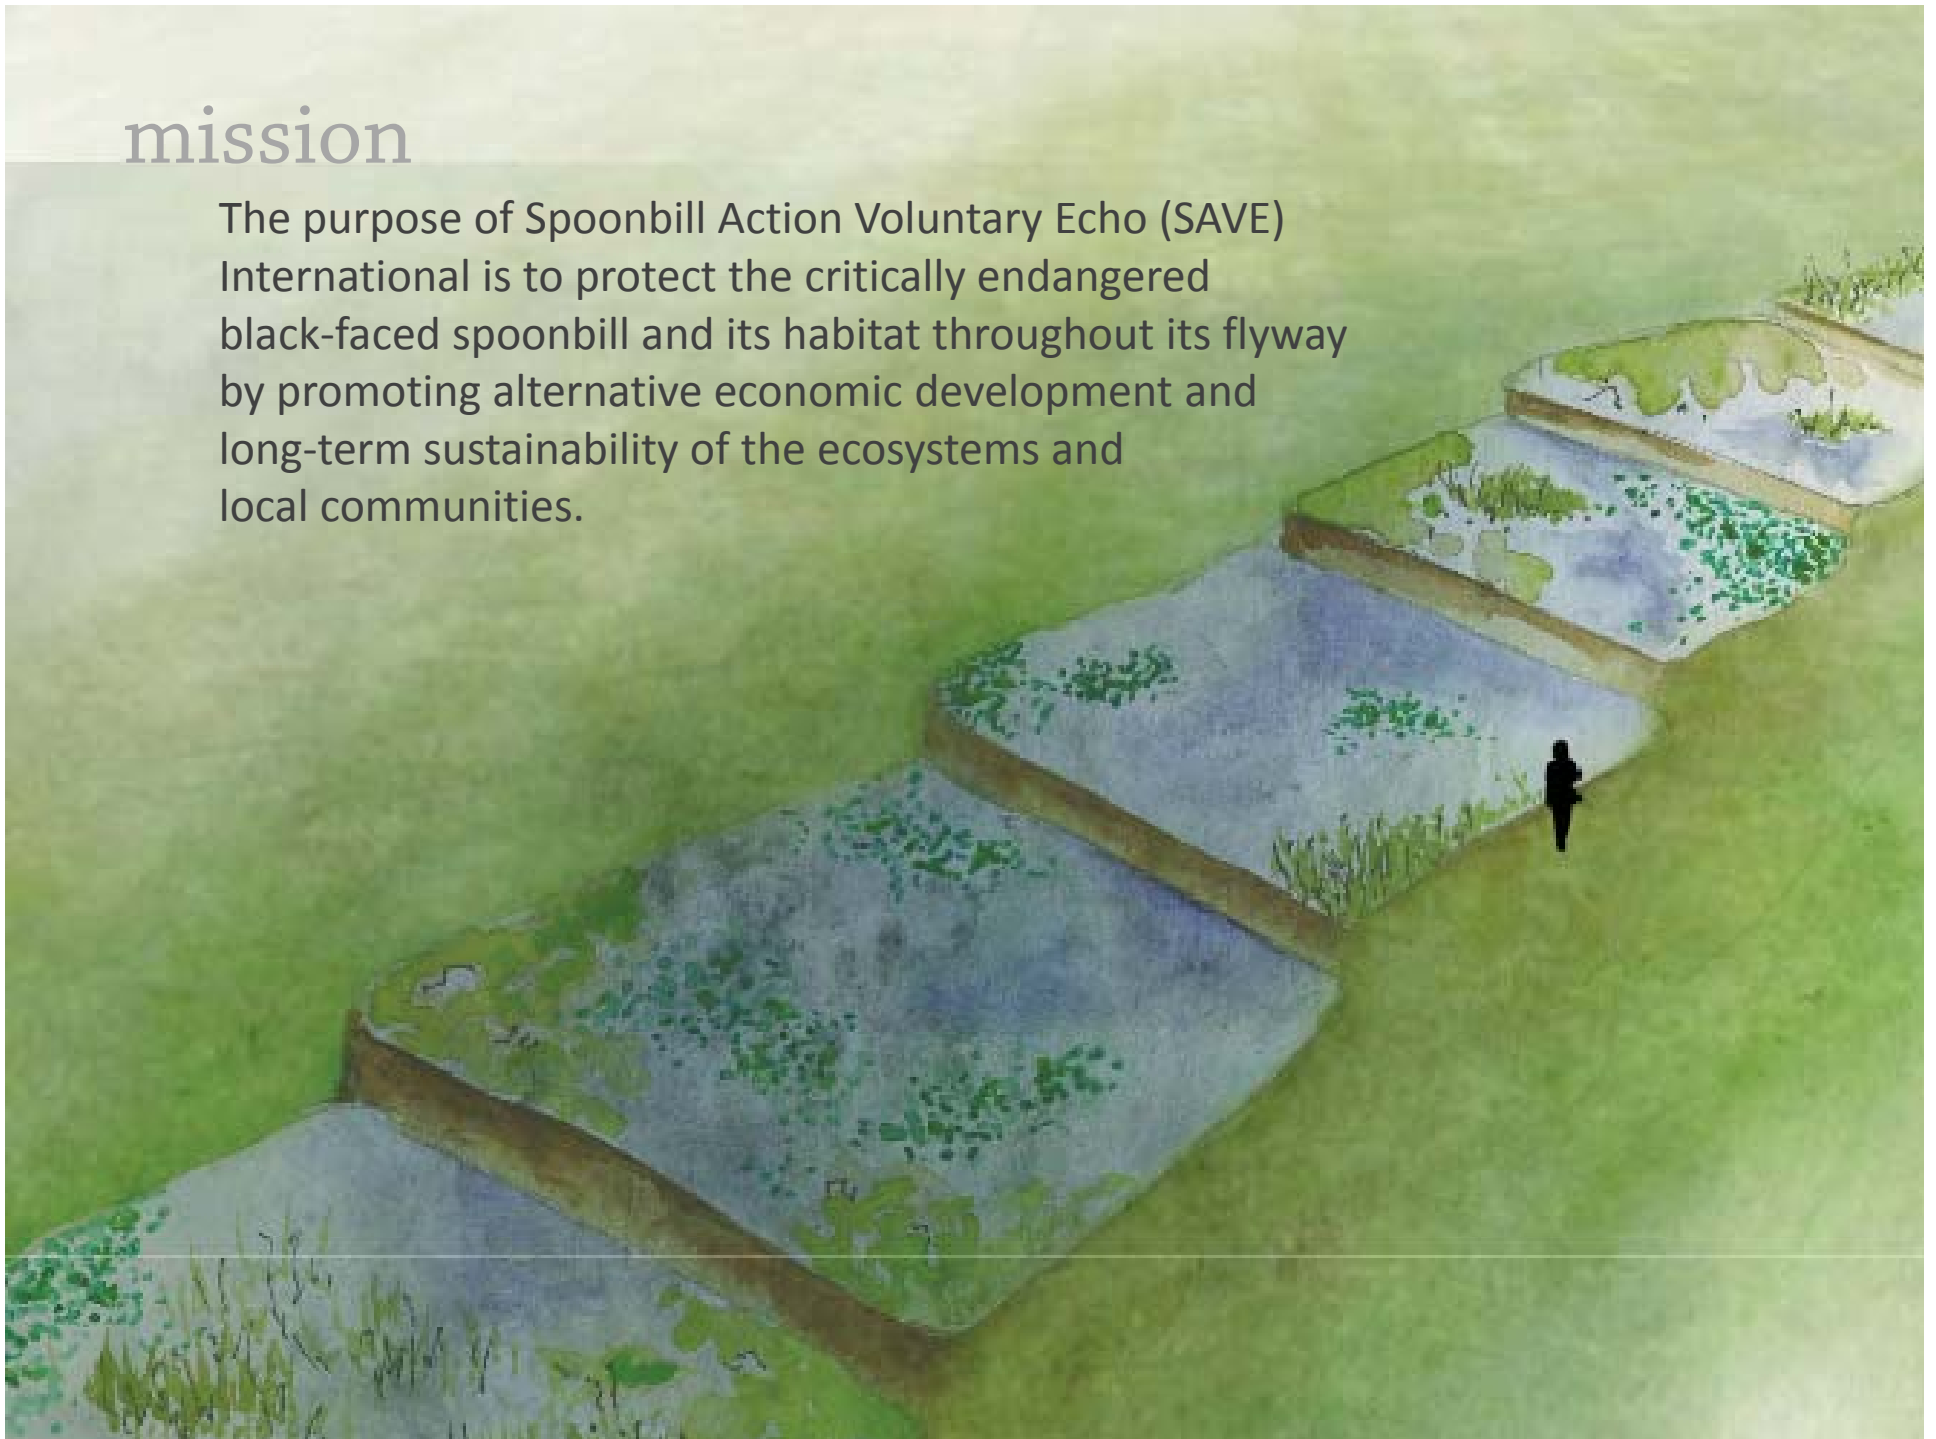 mission
The purpose of Spoonbill Action Voluntary Echo (SAVE)
International is to protect the critically endangered
black-faced spoonbill and its habitat throughout its flyway
by promoting alternative economic development and
long-term sustainability of the ecosystems and
local communities.